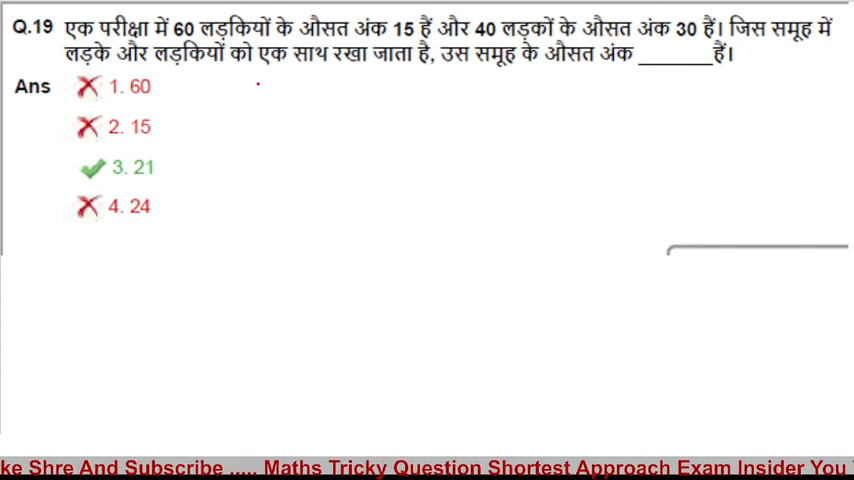 Q.19 एक परीक्षा में 60 लड़कियों के औसत अंक 15 हैं और 40 लड़कों के औसत अंक 30 हैं। जिस समूह में
लड़के और लड़कियों को एक साथ रखा जाता है, उस समूह के औसत अंक _______हैं।
Ans 1. 60
2. 15
3. 21
4. 24
ke Shre And Subscribe ..... Maths Tricky Question Shortest Approach Exam Insider You